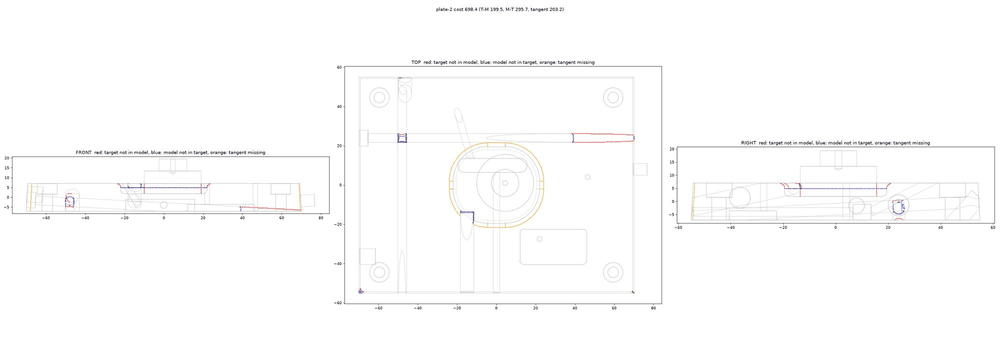 plate-2 cost 698.4 (T-M 199.5, M-T 295.7, tangent 203.2)
TOP red: target not in model, blue: model not in target, orange: tangent missing
60
40
20
0
−20
−40
−60
−60 −40 −20 0 20 40 60 80
FRONT red: target not in model, blue: model not in target, orange: tangent missing
20
15
10
5
0
−5
−60 −40 −20 0 20 40 60 80
RIGHT red: target not in model, blue: model not in target, orange: tangent missing
20
15
10
5
0
−5
−60 −40 −20 0 20 40 60